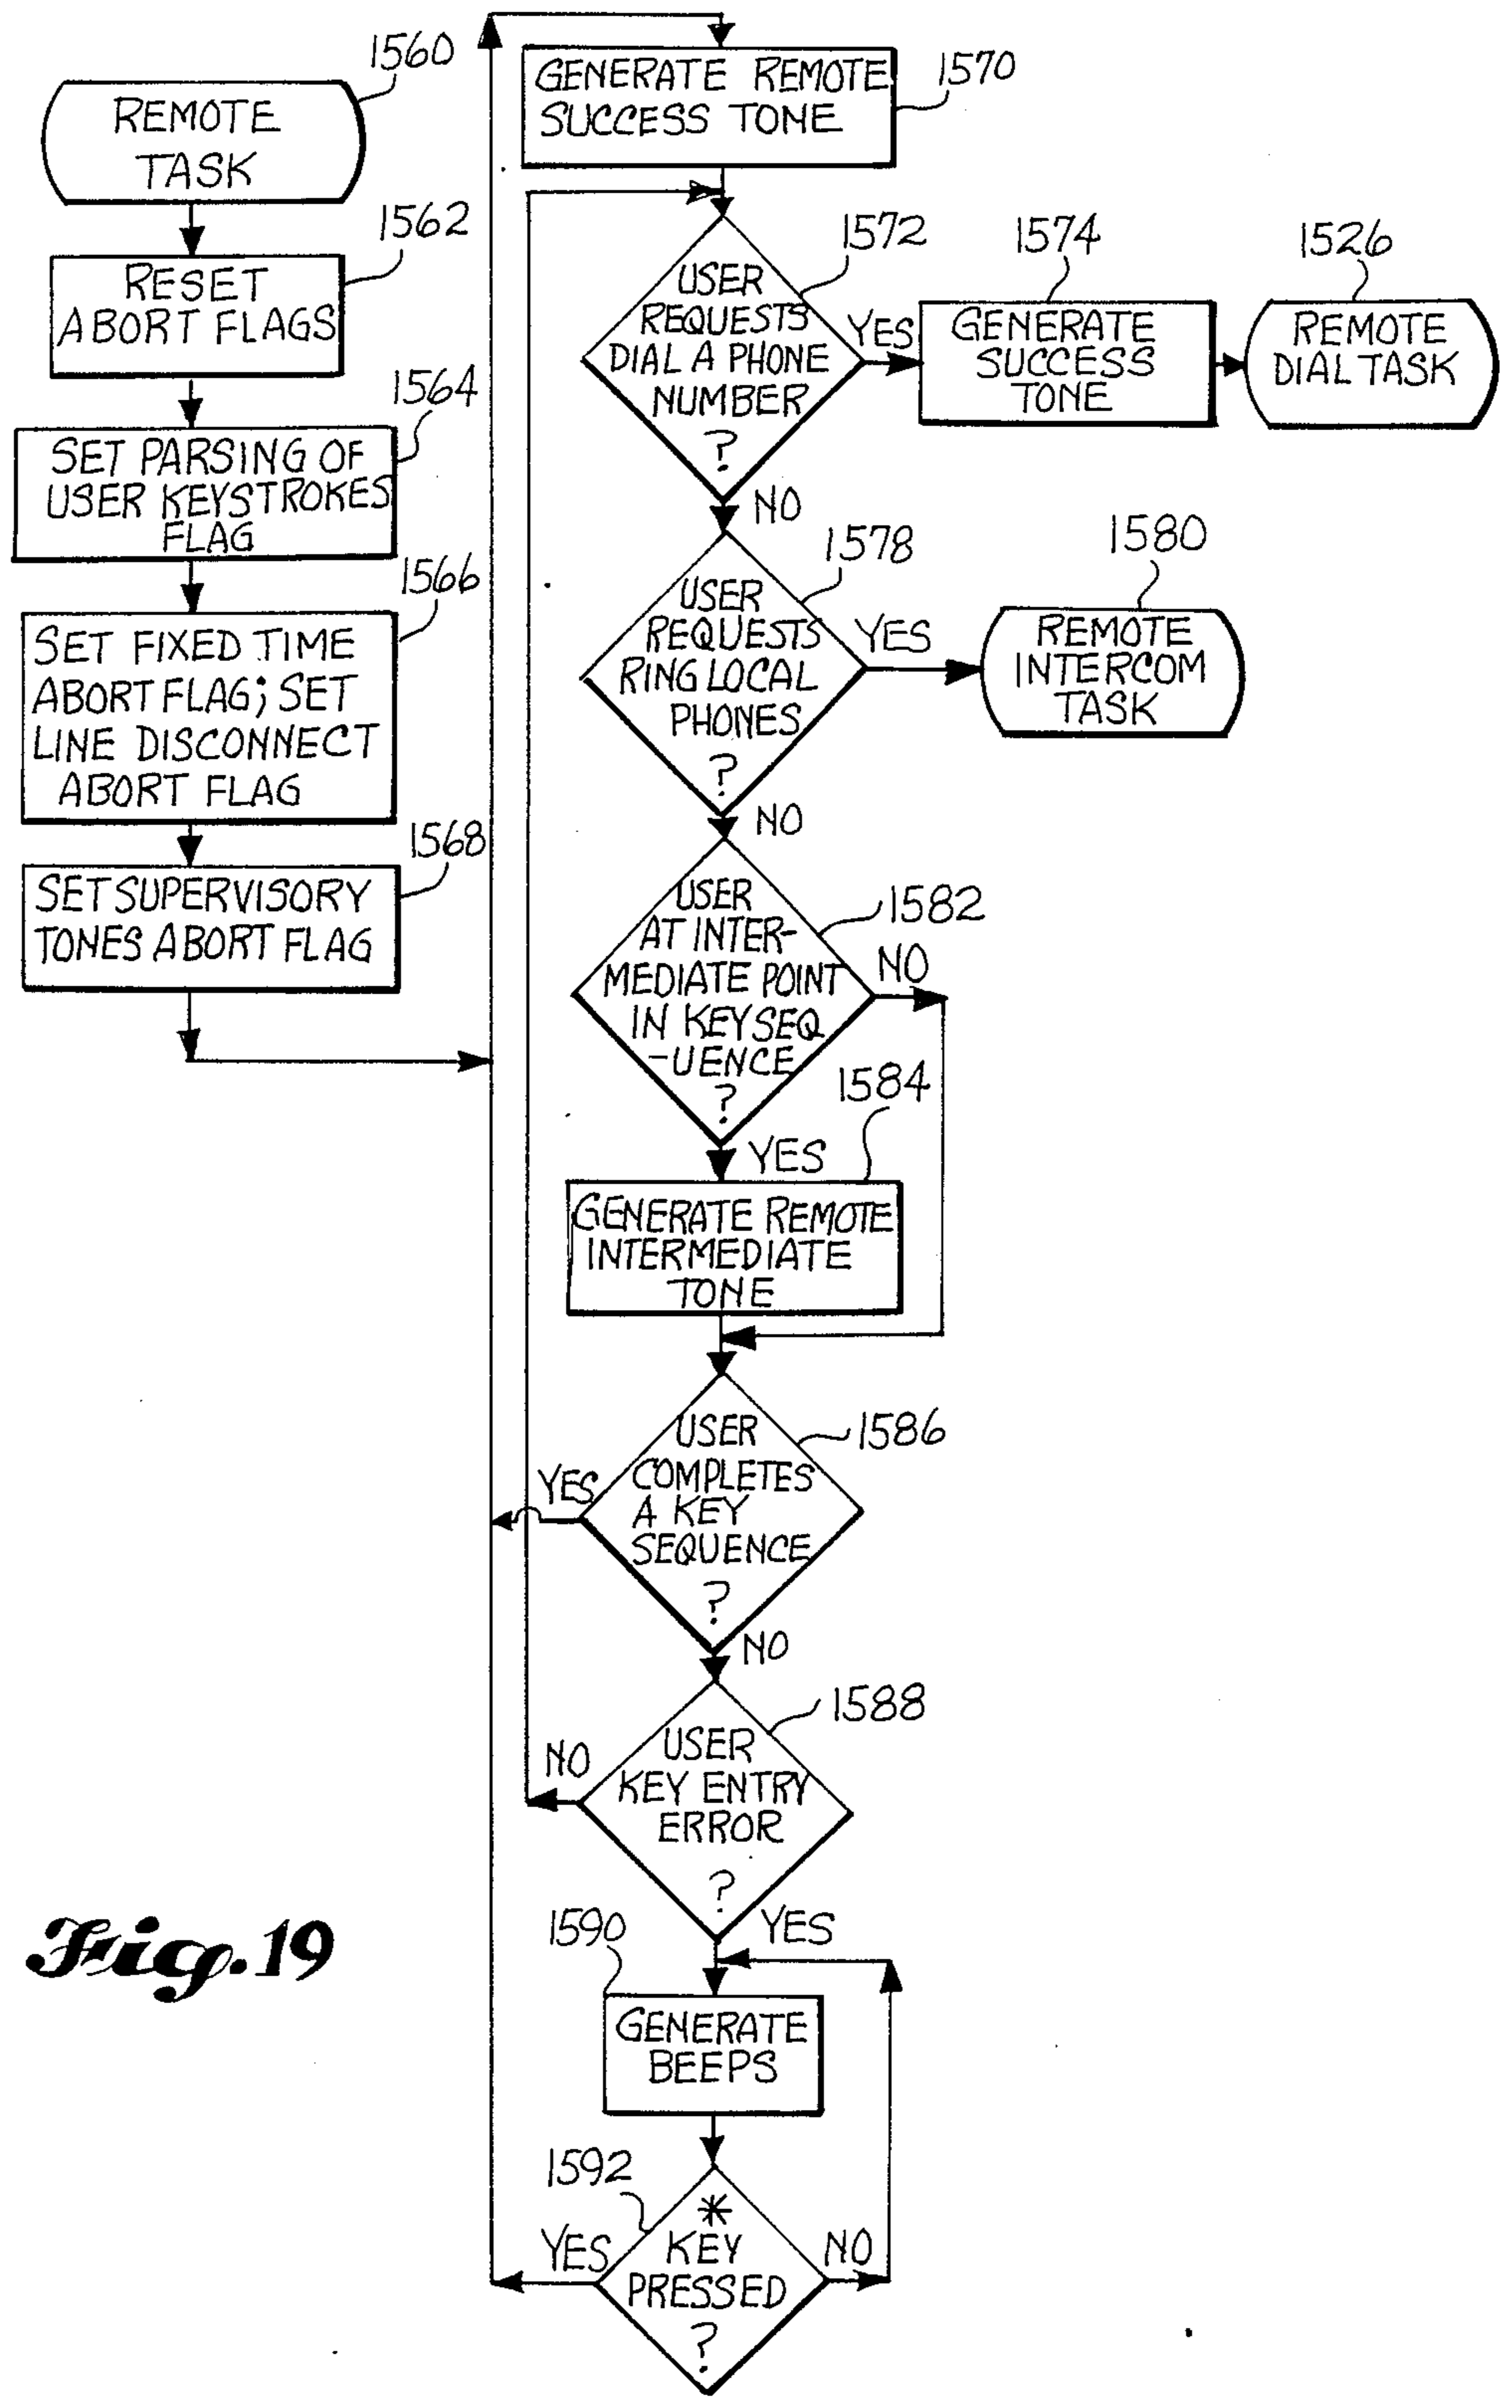 1560
REMOTE
TASK
1562
RESET
ABORT FLAGS
1564
SET PARSING OF
USER KEYSTROKES
FLAG
1566
SET FIXED TIME
ABORT FLAG; SET
LINE DISCONNECT
ABORT FLAG
1568
SET SUPERVISORY
TONES ABORT FLAG
GENERATE REMOTE
SUCCESS TONE
1570
1572
USER
REQUESTS
DIAL A PHONE
NUMBER
?
YES
NO
1574
GENERATE
SUCCESS
TONE
1526
REMOTE
DIAL TASK
1578
USER
REQUESTS
RING LOCAL
PHONES
?
YES
NO
1580
REMOTE
INTERCOM
TASK
1582
USER
AT INTER-
MEDIATE POINT
IN KEY SEQ
-UENCE
?
NO
YES
1584
GENERATE REMOTE
INTERMEDIATE
TONE
1586
USER
COMPLETES
A KEY
SEQUENCE
?
YES
NO
1588
USER
KEY ENTRY
ERROR
?
NO
YES
1590
GENERATE
BEEPS
1592
*
KEY
PRESSED
?
YES
NO
Fig. 19